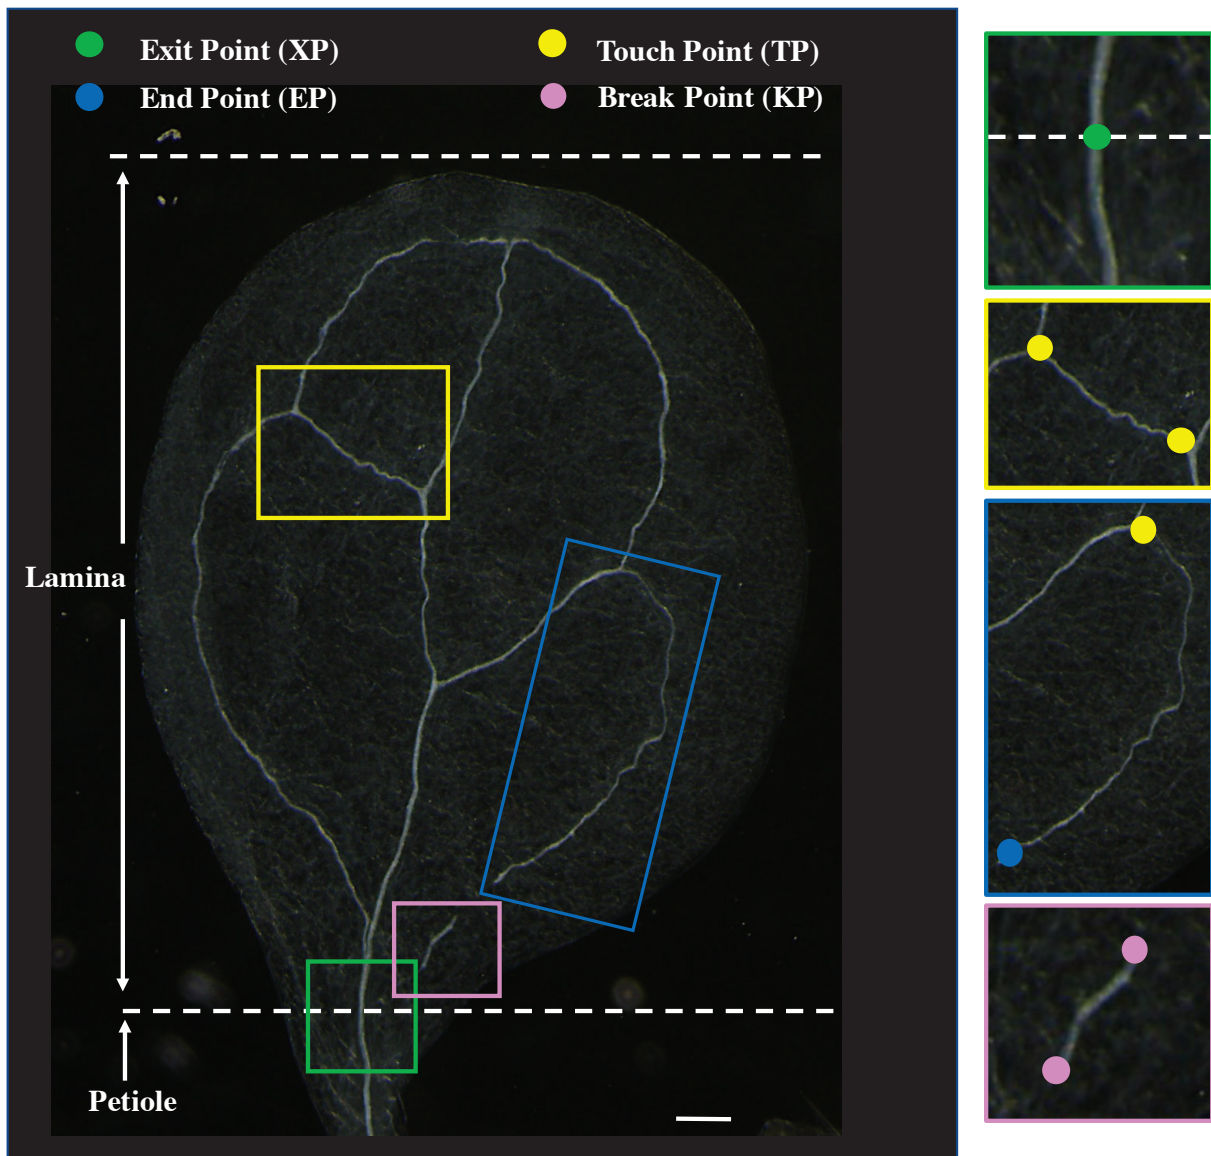 Exit Point (XP)
Touch Point (TP)
End Point (EP)
Break Point (KP)
Lamina
Petiole